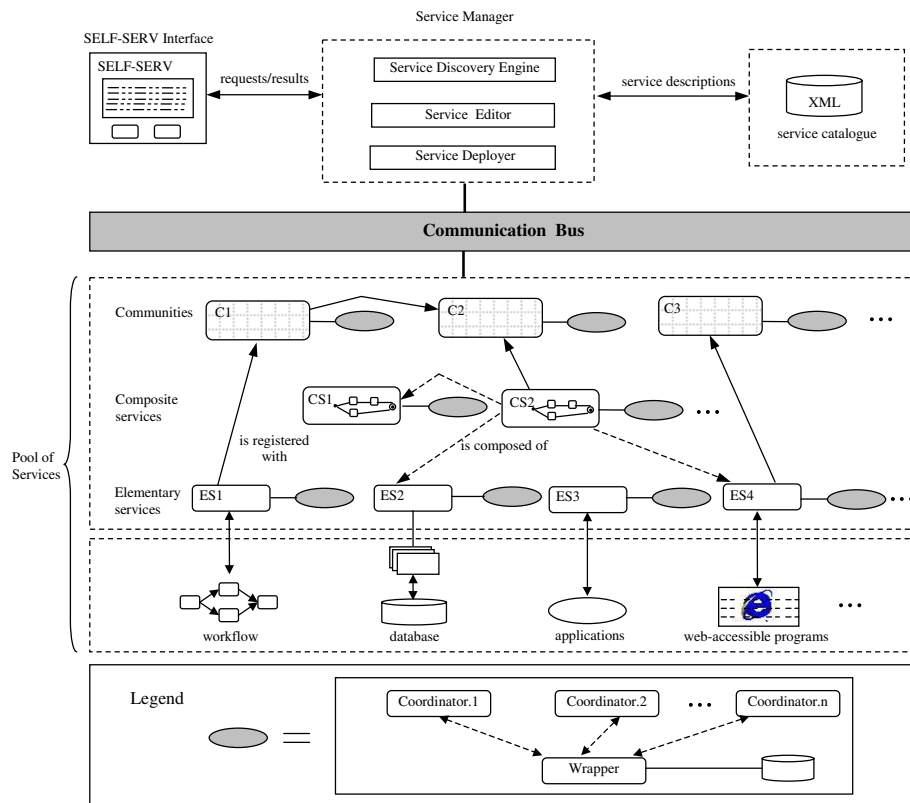 Service Manager
SELF-SERV Interface
SELF-SERV
requests/results
Service Discovery Engine
Service Editor
Service Deployer
service descriptions
XML
service catalogue
Communication Bus
Pool of
Services
Communities
C1
C2
C3
Composite
services
CS1
CS2
is registered
with
is composed of
Elementary
services
ES1
ES2
ES3
ES4
workflow
database
applications
web-accessible programs
Legend
Coordinator.1
Coordinator.2
Coordinator.n
Wrapper